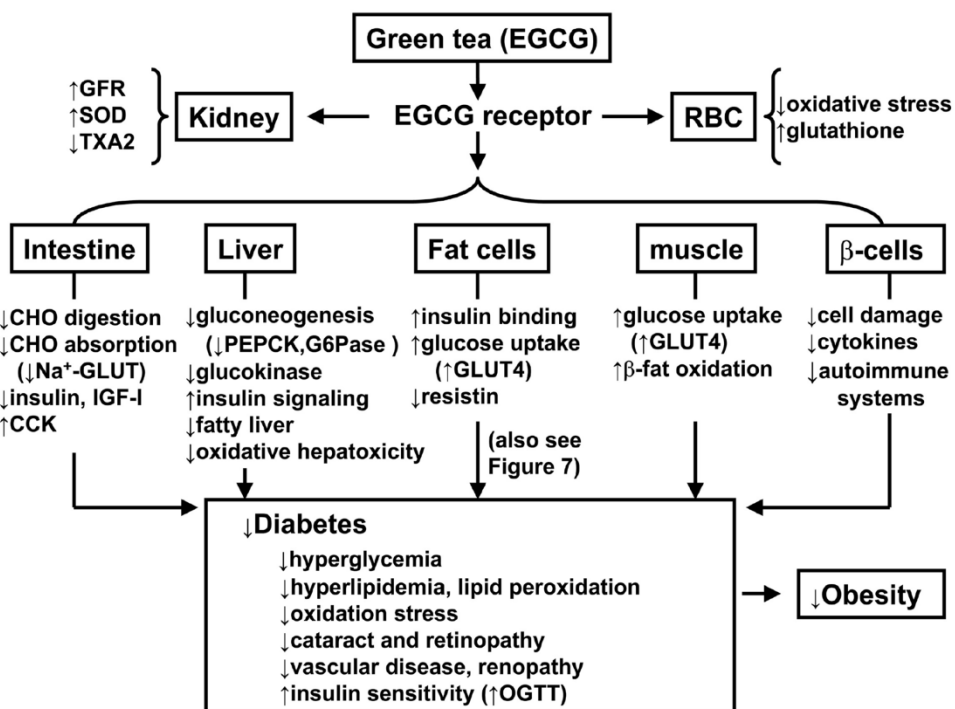 Green tea (EGCG)
↑GFR
↑SOD
↓TXA2
Kidney
EGCG receptor
RBC
↓oxidative stress
↑glutathione
Intestine
↓CHO digestion
↓CHO absorption
(↓Na⁺-GLUT)
↓insulin, IGF-I
↑CCK
Liver
↓gluconeogenesis
(↓PEPCK,G6Pase )
↓glucokinase
↑insulin signaling
↓fatty liver
↓oxidative hepatoxicity
Fat cells
↑insulin binding
↑glucose uptake
(↑GLUT4)
↓resistin
(also see
Figure 7)
muscle
↑glucose uptake
(↑GLUT4)
↑β-fat oxidation
β-cells
↓cell damage
↓cytokines
↓autoimmune
systems
↓Diabetes
↓hyperglycemia
↓hyperlipidemia, lipid peroxidation
↓oxidation stress
↓cataract and retinopathy
↓vascular disease, renopathy
↑insulin sensitivity (↑OGTT)
↓Obesity